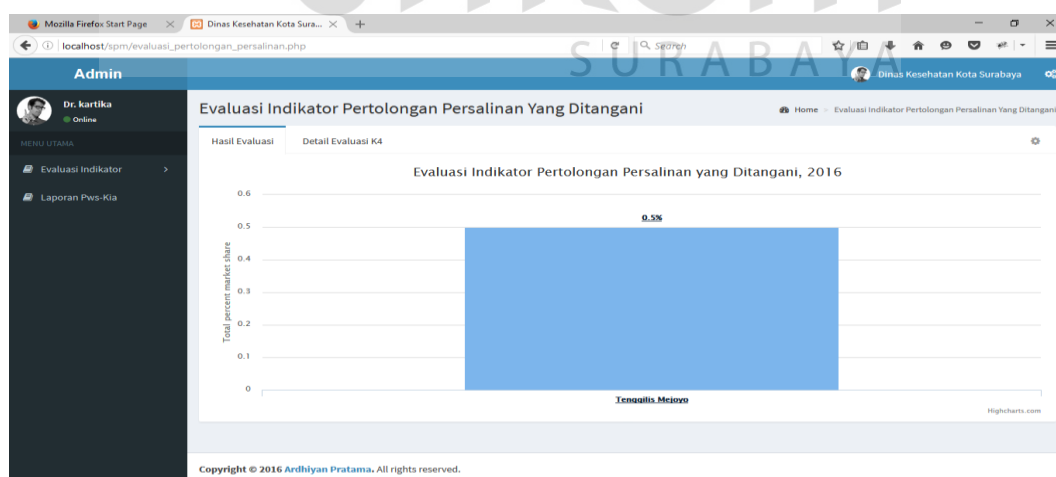 Mozilla Firefox Start Page
Dinas Kesehatan Kota Sura...
localhost/spm/evaluasi_pertolongan_persalinan.php
Search
SURABAYA
Admin
Dinas Kesehatan Kota Surabaya
Dr. kartika
Online
Evaluasi Indikator Pertolongan Persalinan Yang Ditangani
Home > Evaluasi Indikator Pertolongan Persalinan Yang Ditangani
MENU UTAMA
Evaluasi Indikator
Laporan Pws-Kia
Hasil Evaluasi
Detail Evaluasi K4
Evaluasi Indikator Pertolongan Persalinan yang Ditangani, 2016
Total percent market share
0.6
0.5
0.4
0.3
0.2
0.1
0
0.5%
Tenggilis Mejoyo
Highcharts.com
Copyright © 2016 Ardhiyan Pratama. All rights reserved.